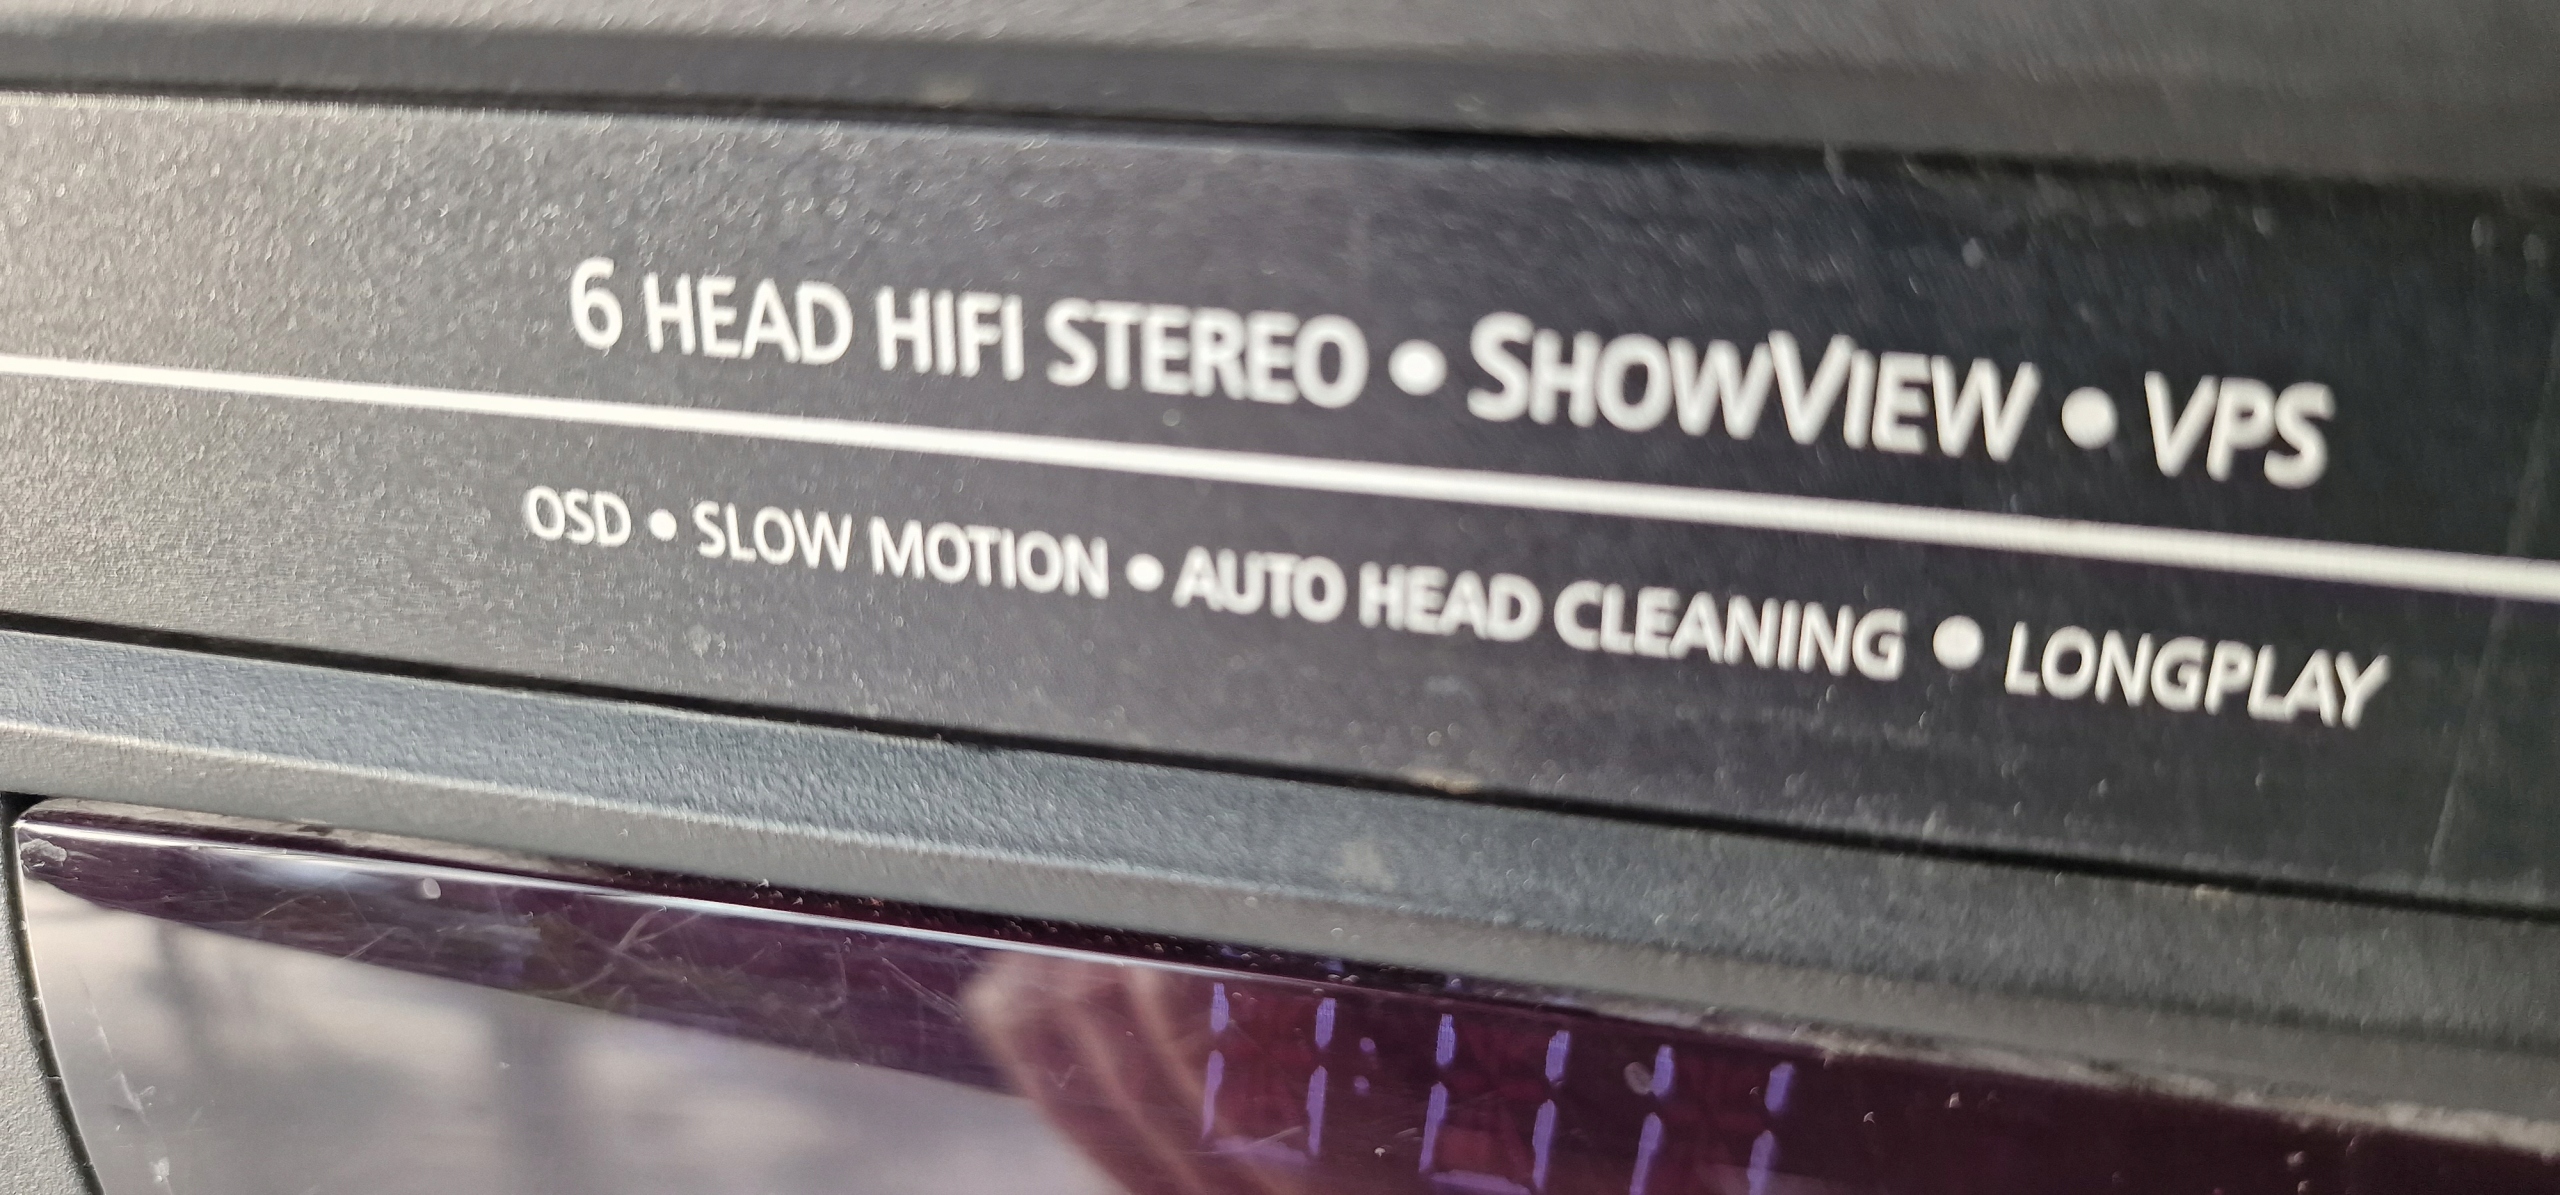 6 HEAD HIFI STEREO • SHOWVIEW • VPS
OSD • SLOW MOTION • AUTO HEAD CLEANING • LONGPLAY